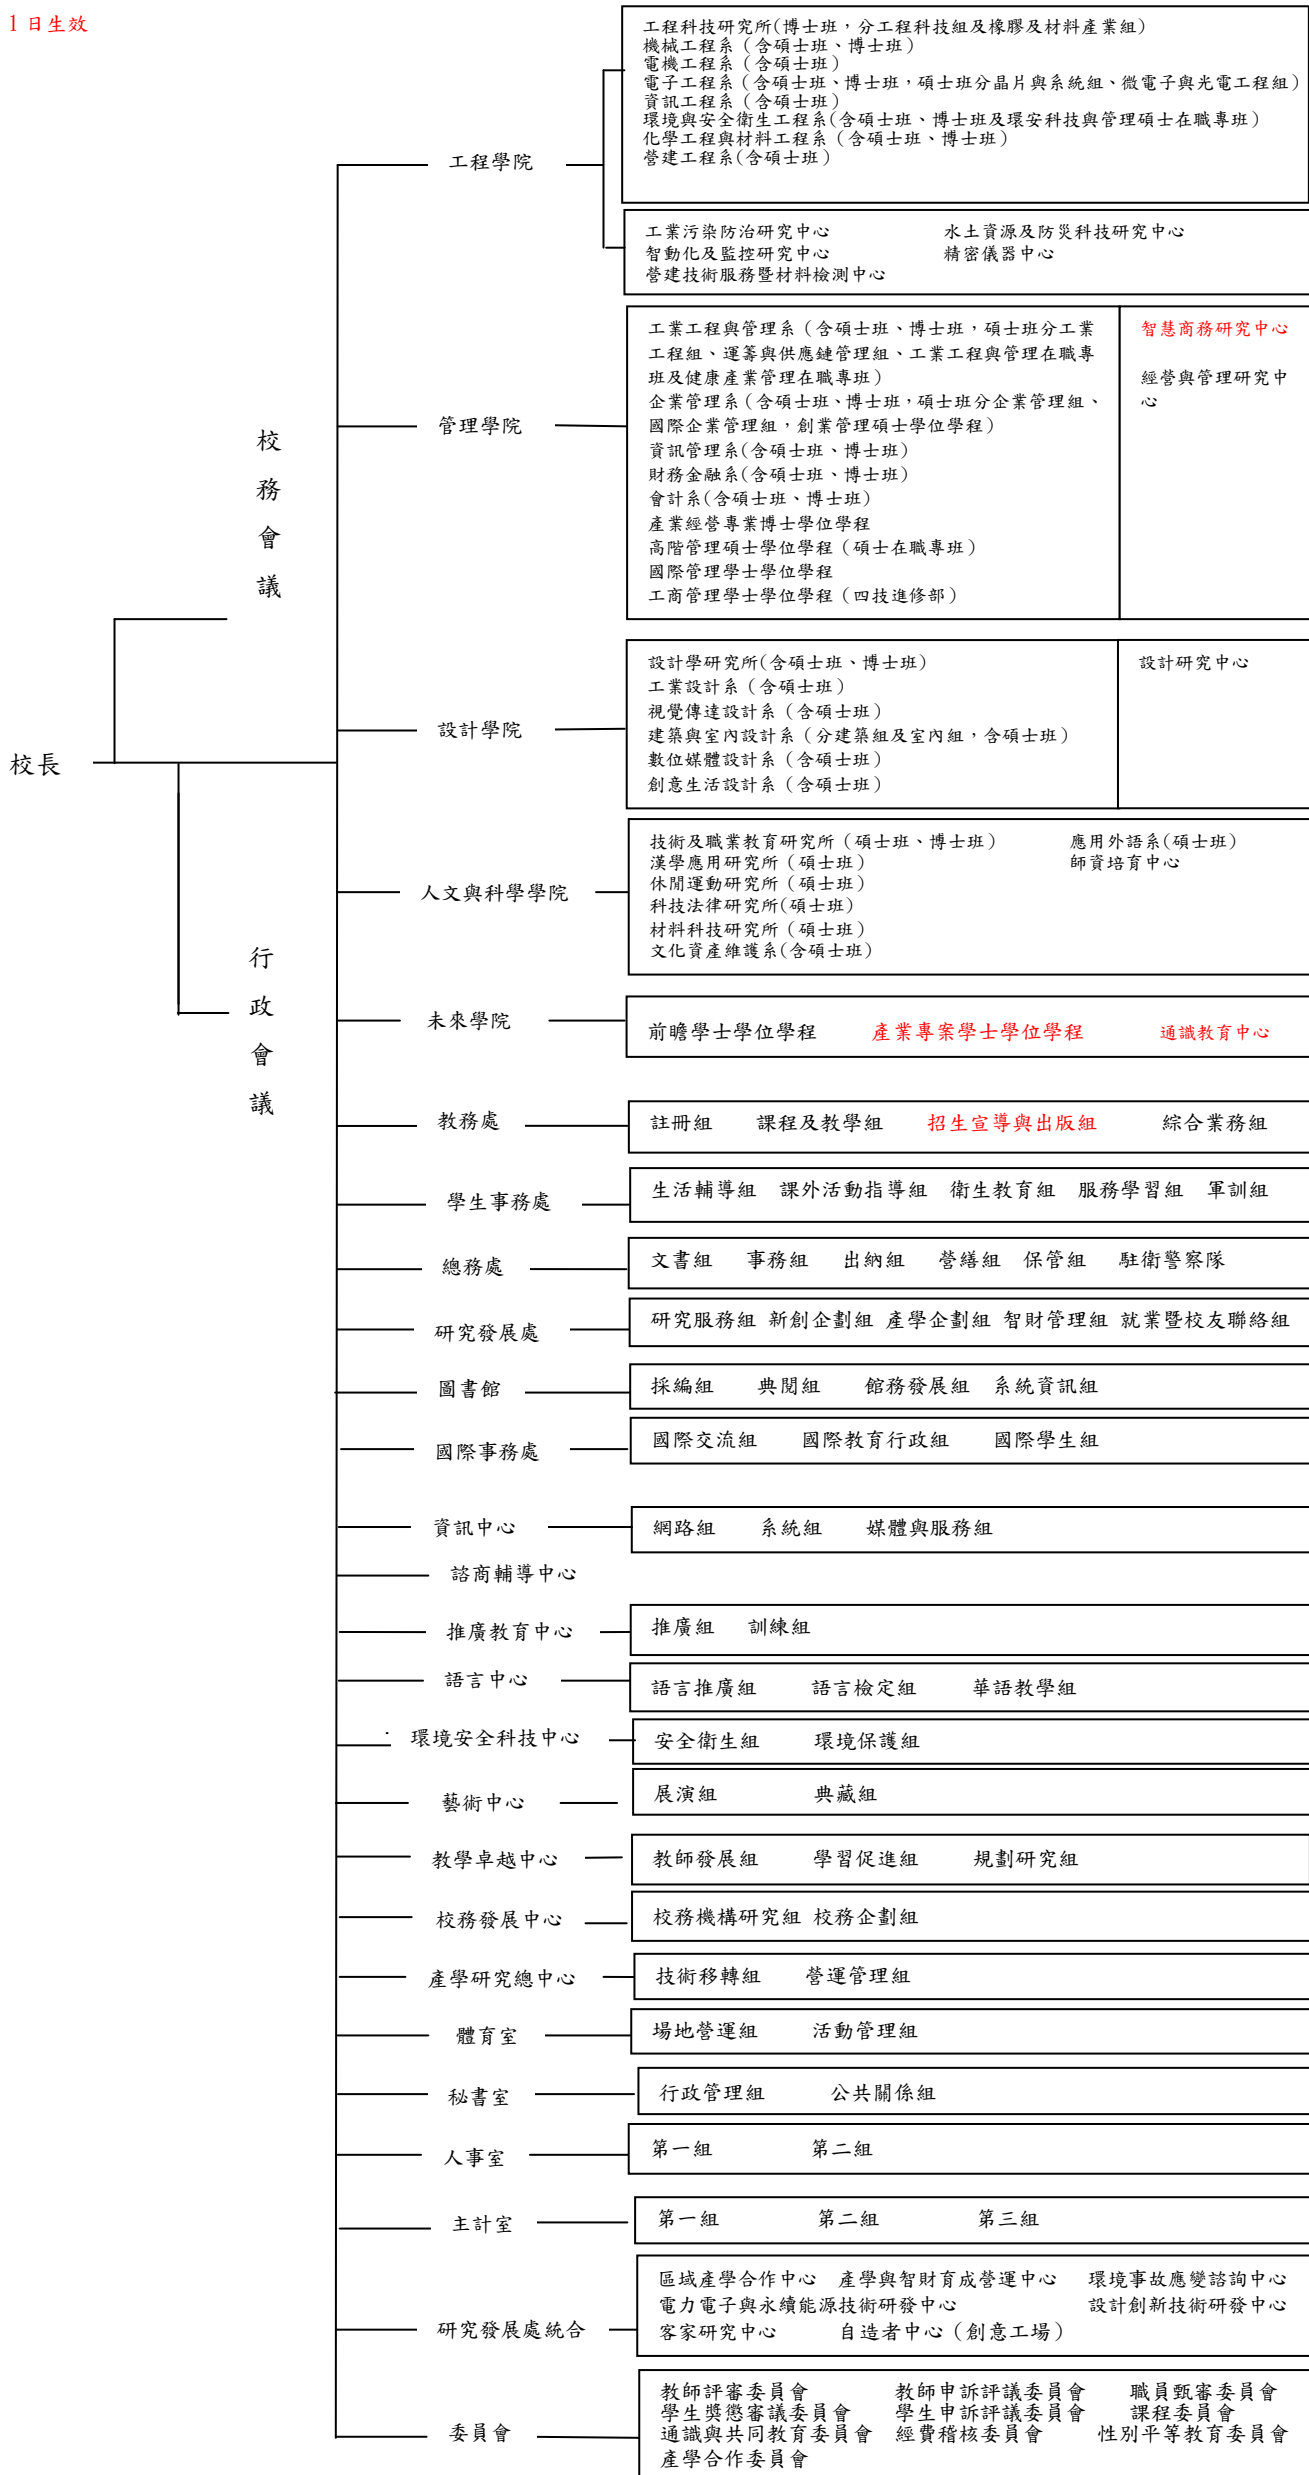 1 日生效
工程科技研究所(博士班，分工程科技組及橡膠及材料產業組)
機械工程系（含碩士班、博士班）
電機工程系（含碩士班）
電子工程系（含碩士班、博士班，碩士班分晶片與系統組、微電子與光電工程組）
資訊工程系（含碩士班）
環境與安全衛生工程系(含碩士班、博士班及環安科技與管理碩士在職專班）
化學工程與材料工程系（含碩士班、博士班）
營建工程系(含碩士班）
工程學院
工業污染防治研究中心 水土資源及防災科技研究中心
智動化及監控研究中心 精密儀器中心
營建技術服務暨材料檢測中心
工業工程與管理系（含碩士班、博士班，碩士班分工業
工程組、運籌與供應鏈管理組、工業工程與管理在職專
班及健康產業管理在職專班）
企業管理系（含碩士班、博士班，碩士班分企業管理組、
國際企業管理組，創業管理碩士學位學程）
資訊管理系(含碩士班、博士班）
財務金融系(含碩士班、博士班）
會計系(含碩士班、博士班）
產業經營專業博士學位學程
高階管理碩士學位學程（碩士在職專班）
國際管理學士學位學程
工商管理學士學位學程（四技進修部）
智慧商務研究中心
經營與管理研究中
心
管理學院
校
務
會
議
設計學研究所(含碩士班、博士班）
工業設計系（含碩士班）
視覺傳達設計系（含碩士班）
建築與室內設計系（分建築組及室內組，含碩士班）
數位媒體設計系（含碩士班）
創意生活設計系（含碩士班）
設計研究中心
設計學院
校長
技術及職業教育研究所（碩士班、博士班） 應用外語系(碩士班）
漢學應用研究所（碩士班） 師資培育中心
休閒運動研究所（碩士班）
科技法律研究所(碩士班）
材料科技研究所（碩士班）
文化資產維護系(含碩士班）
人文與科學學院
行
政
會
議
未來學院
前瞻學士學位學程 產業專案學士學位學程 通識教育中心
教務處
註冊組 課程及教學組 招生宣導與出版組 綜合業務組
學生事務處
生活輔導組 課外活動指導組 衛生教育組 服務學習組 軍訓組
總務處
文書組 事務組 出納組 營繕組 保管組 駐衛警察隊
研究發展處
研究服務組 新創企劃組 產學企劃組 智財管理組 就業暨校友聯絡組
圖書館
採編組 典閱組 館務發展組 系統資訊組
國際事務處
國際交流組 國際教育行政組 國際學生組
資訊中心
網路組 系統組 媒體與服務組
諮商輔導中心
推廣教育中心
推廣組 訓練組
語言中心
語言推廣組 語言檢定組 華語教學組
環境安全科技中心
安全衛生組 環境保護組
藝術中心
展演組 典藏組
教學卓越中心
教師發展組 學習促進組 規劃研究組
校務發展中心
校務機構研究組 校務企劃組
產學研究總中心
技術移轉組 營運管理組
體育室
場地營運組 活動管理組
秘書室
行政管理組 公共關係組
人事室
第一組 第二組
主計室
第一組 第二組 第三組
研究發展處統合
區域產學合作中心 產學與智財育成營運中心 環境事故應變諮詢中心
電力電子與永續能源技術研發中心 設計創新技術研發中心
客家研究中心 自造者中心（創意工場）
委員會
教師評審委員會 教師申訴評議委員會 職員甄審委員會
學生獎懲審議委員會 學生申訴評議委員會 課程委員會
通識與共同教育委員會 經費稽核委員會 性別平等教育委員會
產學合作委員會